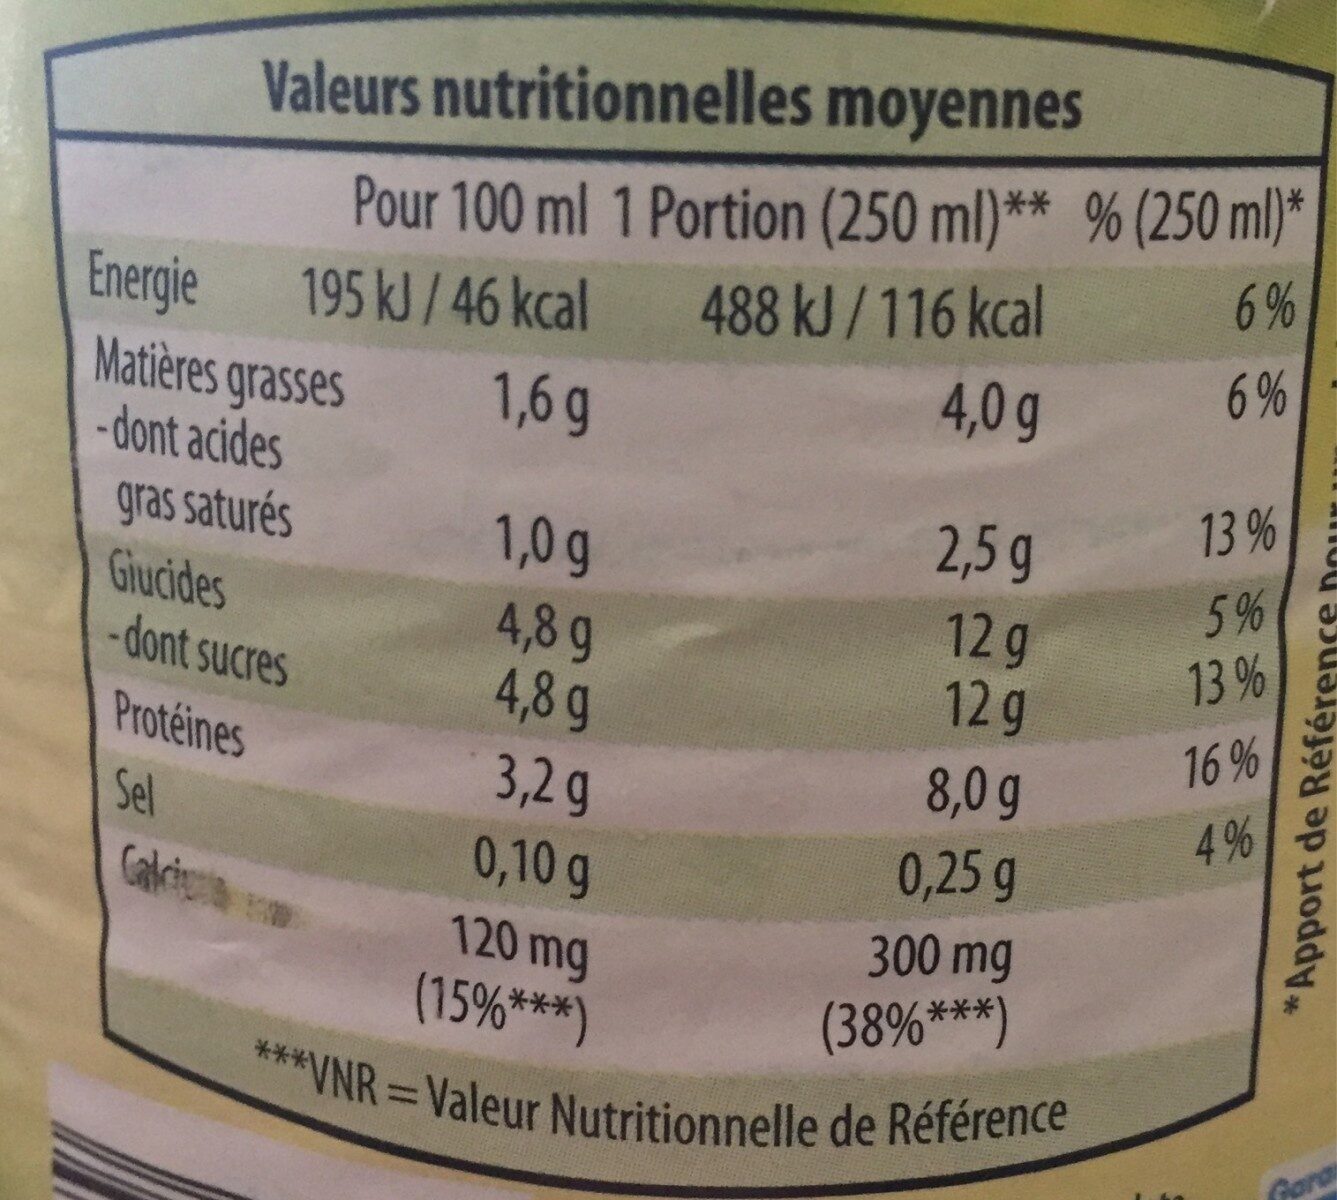 Valeurs nutritionnelles moyennes
Pour 100 ml 1 Portion (250 ml)** % (250 ml)*
Energie 195 kJ / 46 kcal 488 kJ / 116 kcal 6 %
Matières grasses 1,6 g 4,0 g 6 %
- dont acides
gras saturés 1,0 g 2,5 g 13 %
Glucides 4,8 g 12 g 5 %
- dont sucres 4,8 g 12 g 13 %
Protéines 3,2 g 8,0 g 16 %
Sel 0,10 g 0,25 g 4 %
Calcium 120 mg 300 mg
(15%***) (38%***)
***VNR = Valeur Nutritionnelle de Référence
*Apport de Référence pour